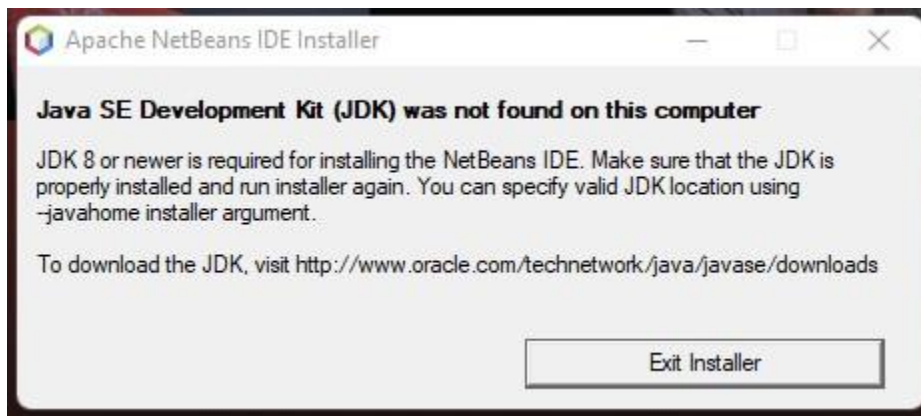 Apache NetBeans IDE Installer
Java SE Development Kit (JDK) was not found on this computer
JDK 8 or newer is required for installing the NetBeans IDE. Make sure that the JDK is
properly installed and run installer again. You can specify valid JDK location using
--javahome installer argument.
To download the JDK, visit http://www.oracle.com/technetwork/java/javase/downloads
Exit Installer